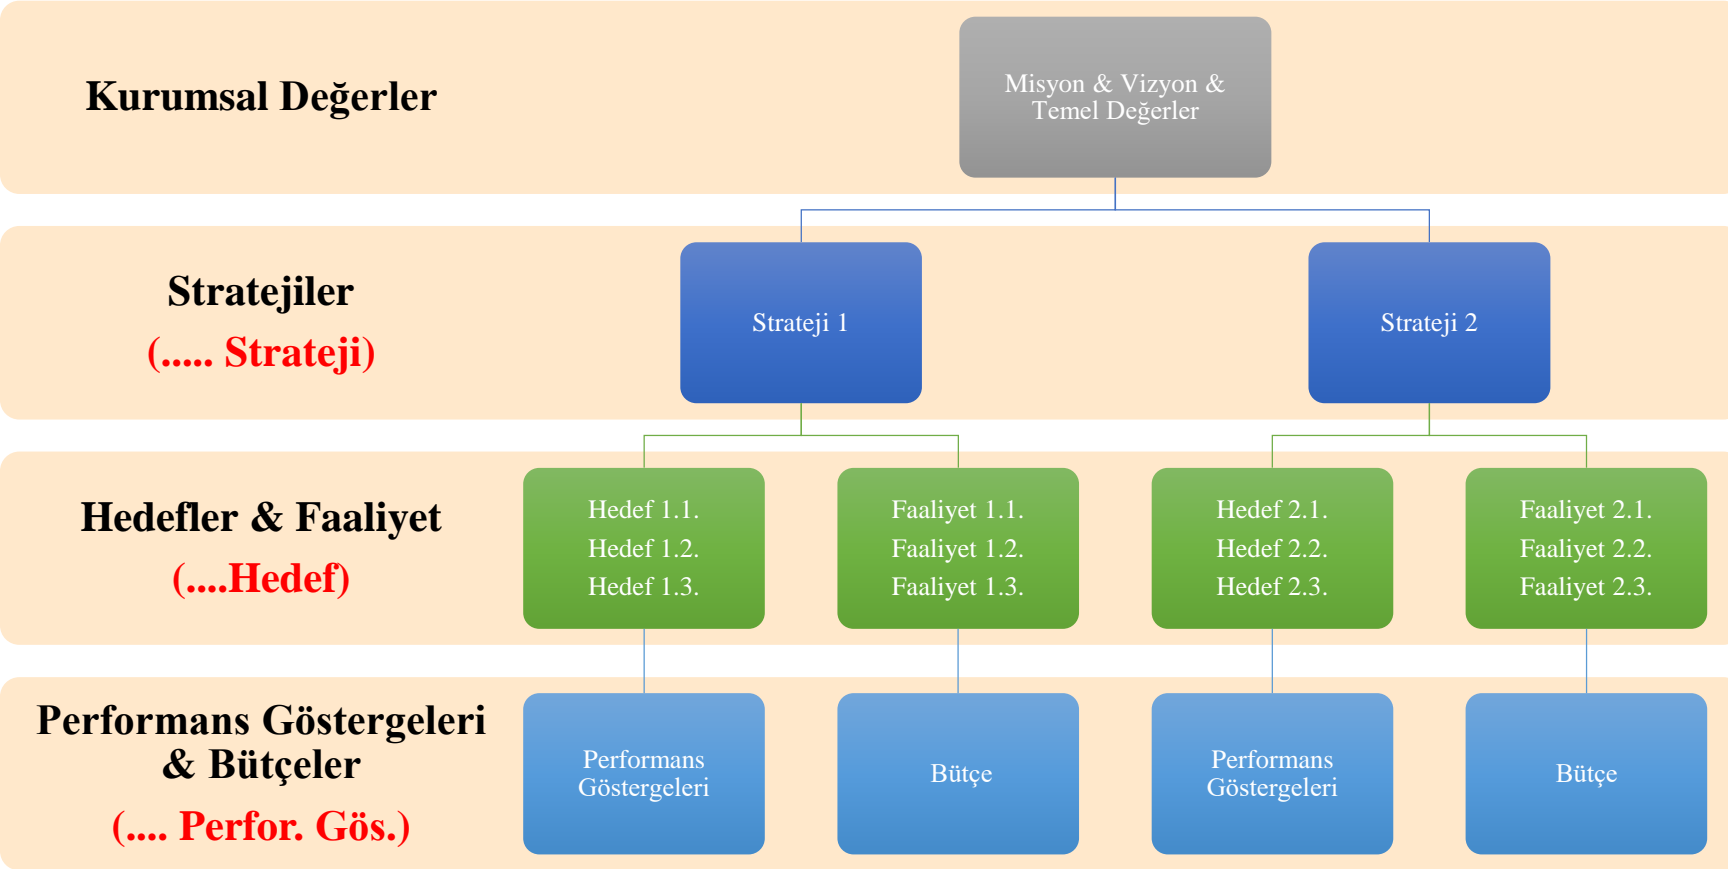 Kurumsal Değerler
Misyon & Vizyon &
Temel Değerler
Stratejiler
(..... Strateji)
Strateji 1
Strateji 2
Hedefler & Faaliyet
(....Hedef)
Hedef 1.1.
Hedef 1.2.
Hedef 1.3.
Faaliyet 1.1.
Faaliyet 1.2.
Faaliyet 1.3.
Hedef 2.1.
Hedef 2.2.
Hedef 2.3.
Faaliyet 2.1.
Faaliyet 2.2.
Faaliyet 2.3.
Performans Göstergeleri
& Bütçeler
(.... Perfor. Gös.)
Performans
Göstergeleri
Bütçe
Performans
Göstergeleri
Bütçe